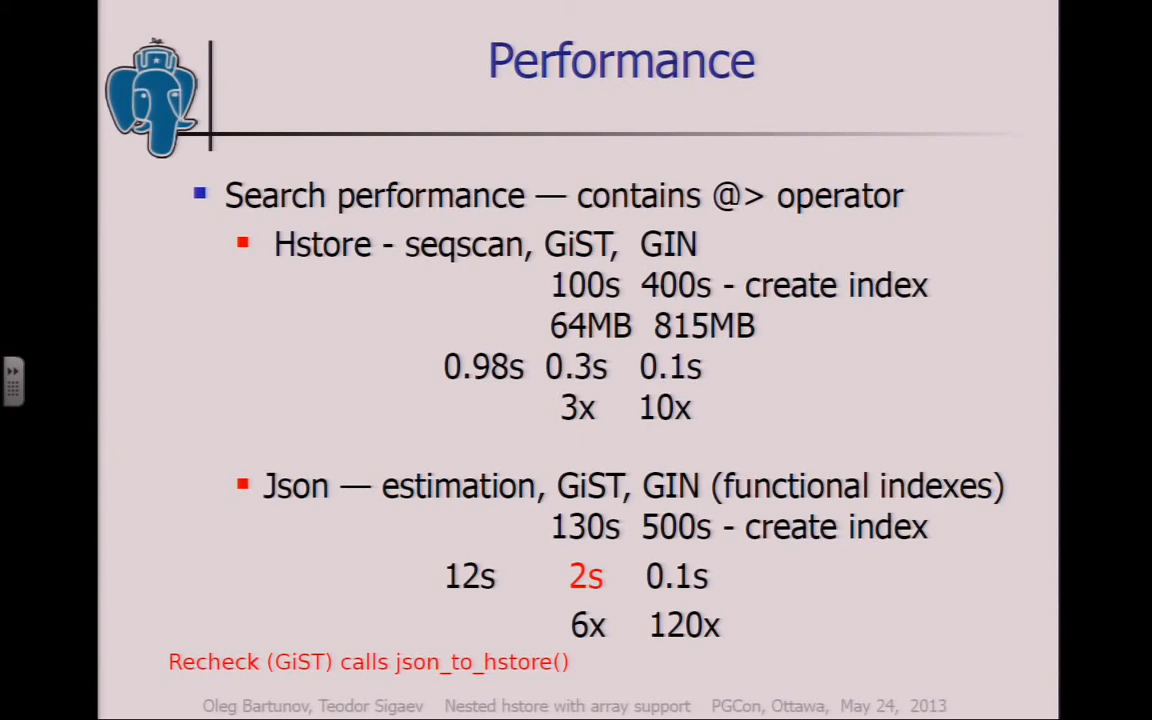 Performance
Search performance — contains @> operator
Hstore - seqscan, GiST, GIN
100s 400s - create index
64MB 815MB
0.98s 0.3s 0.1s
3x 10x
Json — estimation, GiST, GIN (functional indexes)
130s 500s - create index
12s 2s 0.1s
6x 120x
Recheck (GiST) calls json_to_hstore()
Oleg Bartunov, Teodor Sigaev Nested hstore with array support PGCon, Ottawa, May 24, 2013